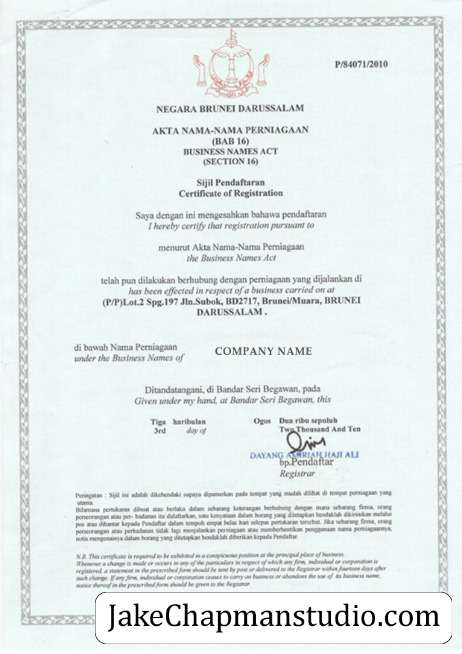 P/84071/2010
NEGARA BRUNEI DARUSSALAM
AKTA NAMA-NAMA PERNIAGAAN
(BAB 16)
BUSINESS NAMES ACT
(SECTION 16)
Sijil Pendaftaran
Certificate of Registration
Saya dengan ini mengesahkan bahawa pendaftaran
I hereby certify that registration pursuant to
menurut Akta Nama-Nama Perniagaan
the Business Names Act
telah pun dilakukan berhubung dengan perniagaan yang dijalankan di
has been effected in respect of a business carried on at
(P/P)Lot.2 Spg.197 Jln.Subok, BD2717, Brunei/Muara, BRUNEI
DARUSSALAM .
di bawah Nama Perniagaan
under the Business Names of
COMPANY NAME
Ditandatangani, di Bandar Seri Begawan, pada
Given under my hand, at Bandar Seri Begawan, this
Tiga haribulan Ogos Dua ribu sepuluh
3rd day of Two Thousand And Ten
DAYANG AMIRIAH HAJI ALI
bp.Pendaftar
Registrar
Peringatan : Sijil ini adalah dikehendaki supaya dipamerkan pada tempat yang mudah dilihat di tempat perniagaan yang
utama.
Bilamana pertukaran dibuat atau berlaku dalam sebarang keterangan berhubung dengan mana sebarang firma, orang
perseorangan atau per- badanan itu didaftarkan, satu kenyataan dalam borang yang ditetapkan hendaklah dikirimkan melalui
pos atau dihantar kepada Pendaftar dalam tempoh empat belas hari selepas pertukaran tersebut. Jika sebarang firma, orang
perseorangan atau perbadanan tidak lagi menjalankan perniagaan atau memberhentikan penggunaan nama perniagaannya,
notis mengenainya dalam borang yang ditetapkan hendaklah diberikan kepada Pendaftar.
N.B. This certificate is required to be exhibited in a conspicuous position at the principal place of business.
Whenever a change is made or occurs in any of the particulars in respect of which any firm, individual or corporation is
registered, a statement in the prescribed form should be sent by post or delivered to the Registrar within fourteen days after
such change. If any firm, individual or corporation ceases to carry on business or abandons the use of its business name,
notice thereof in the prescribed form should be given to the Registrar.
JakeChapmanstudio.com